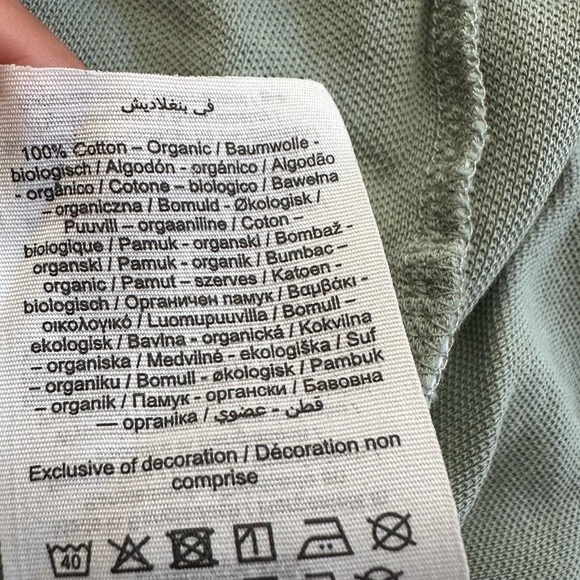 في بنغلاديش
100% Cotton – Organic / Baumwolle -
biologisch / Algodón - orgánico / Algodão
- orgânico / Cotone – biologico / Bawełna
– organiczna / Bomuld - Økologisk /
Puuvill – orgaaniline / Coton –
biologique / Pamuk - organski / Bombaž -
organski / Pamuk - organik / Bumbac –
organic / Pamut – szerves / Katoen -
biologisch / Органичен памук / Βαμβάκι -
οικολογικό / Luomupuuvilla / Bomull –
ekologisk / Bavlna - organická / Kokvilna
– organiska / Medvilnė - ekologiška / Suf
– organiku / Bomull - økologisk / Pambuk
– organik / Памук - органски / Бавовна
— органіка / قطن - عضوي
Exclusive of decoration / Décoration non
comprise
40